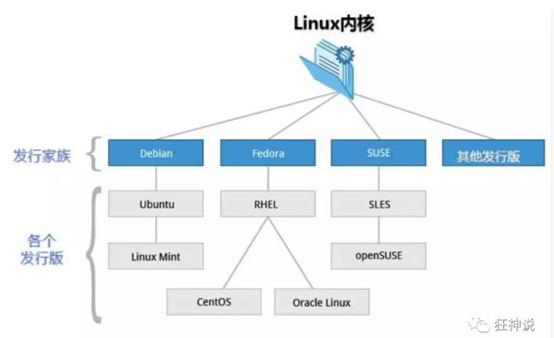 Linux内核
发行家族
Debian
Fedora
SUSE
其他发行版
各个
发行版
Ubuntu
RHEL
SLES
Linux Mint
openSUSE
CentOS
Oracle Linux
狂神说